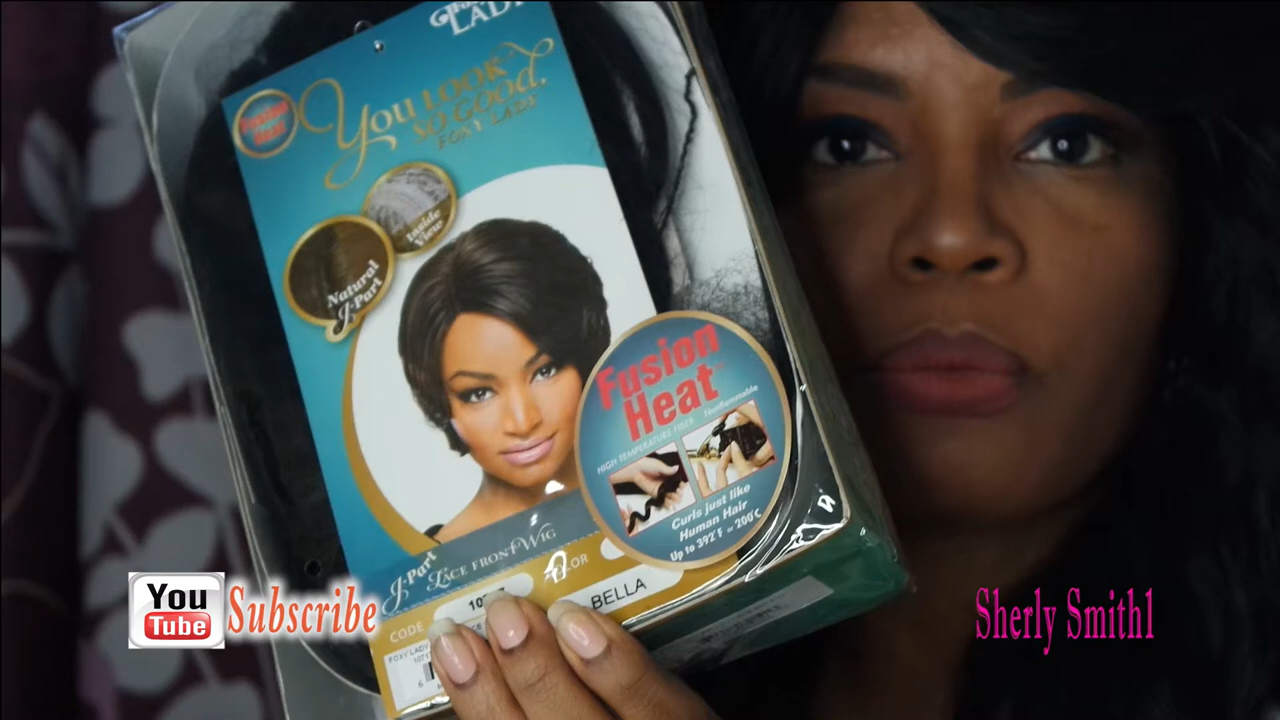 LADY
Fusion Heat
You LOOK
SO GOOD.
FOXY LADY
Inside
View
Natural
J-Part
Fusion
Heat
HIGH TEMPERATURE FIBER Nonflammable
Curls just like
Human Hair
Up to 392°F = 200°C
J-Part LACE FRONT WIG
CODE
COLOR
BELLA
FOXY LADY
You
Tube
Subscribe
Sherly Smith1